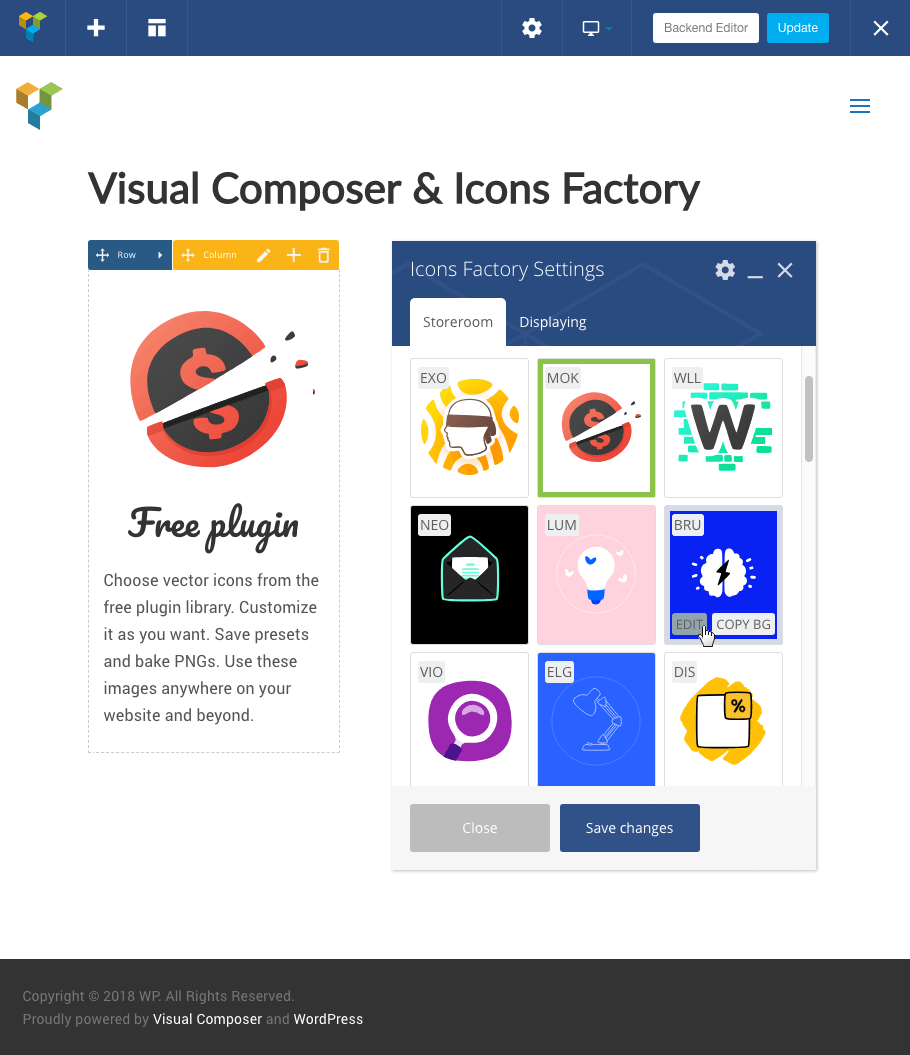 Backend Editor
Update
Visual Composer & Icons Factory
Row
Column
$
Free plugin
Choose vector icons from the
free plugin library. Customize
it as you want. Save presets
and bake PNGs. Use these
images anywhere on your
website and beyond.
Icons Factory Settings
Storeroom
Displaying
EXO
MOK
$
WLL
W
NEO
LUM
BRU
EDIT
COPY BG
VIO
ELG
DIS
%
Close
Save changes
Copyright © 2018 WP. All Rights Reserved.
Proudly powered by Visual Composer and WordPress